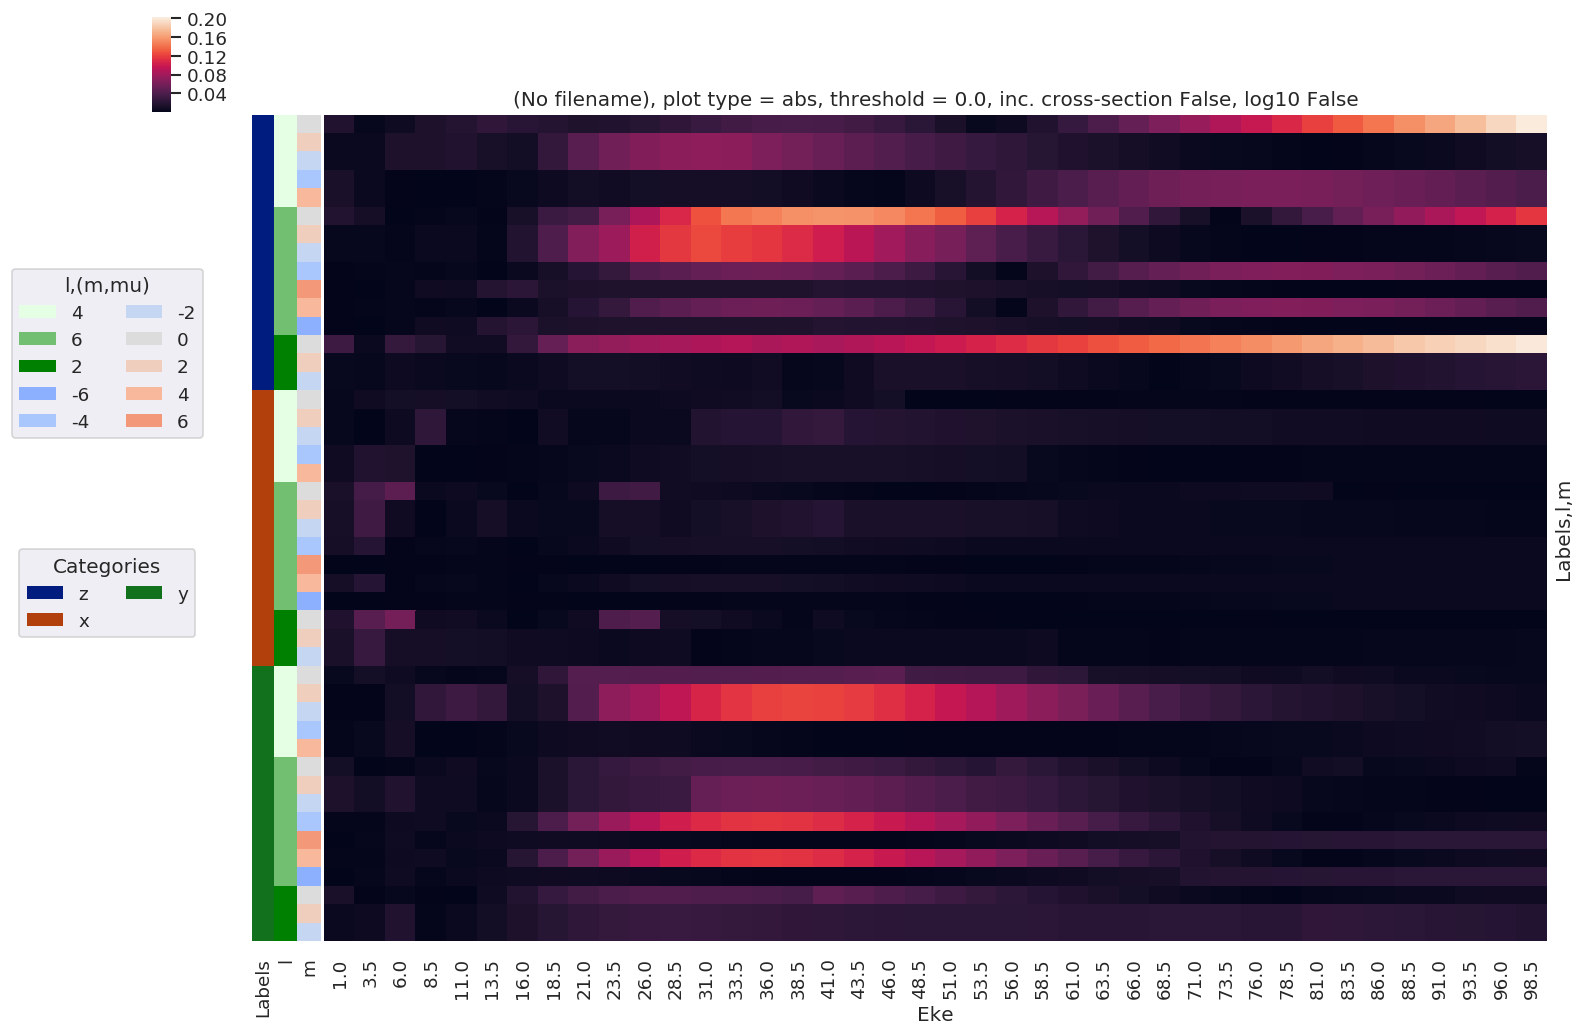 0.20
0.16
0.12
0.08
0.04
(No filename), plot type = abs, threshold = 0.0, inc. cross-section False, log10 False
l,(m,mu)
4 -2
6 0
2 2
-6 4
-4 6
Categories
z y
x
Labels,l,m
Labels l m 1.0 3.5 6.0 8.5 11.0 13.5 16.0 18.5 21.0 23.5 26.0 28.5 31.0 33.5 36.0 38.5 41.0 43.5 46.0 48.5 51.0 53.5 56.0 58.5 61.0 63.5 66.0 68.5 71.0 73.5 76.0 78.5 81.0 83.5 86.0 88.5 91.0 93.5 96.0 98.5
Eke